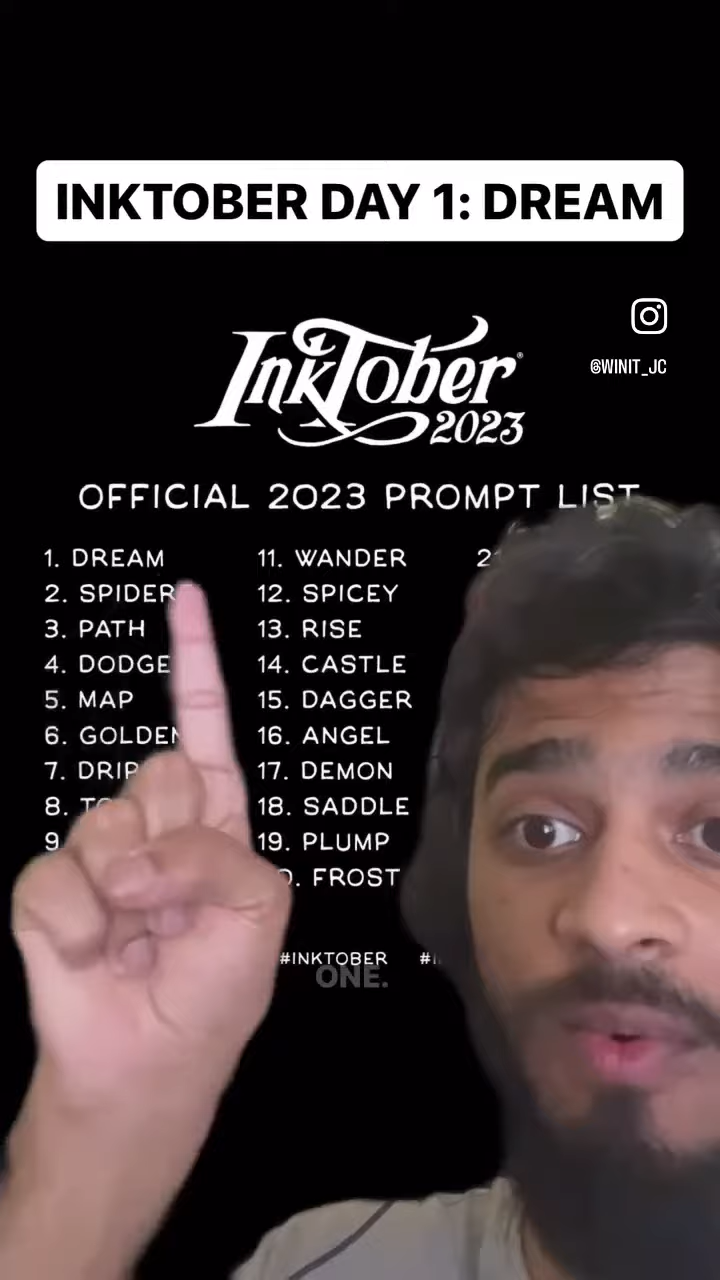 INKTOBER DAY 1: DREAM
@WINIT_JC
InkTober®
2023
OFFICIAL 2023 PROMPT LIST
1. DREAM
2. SPIDER
3. PATH
4. DODGE
5. MAP
6. GOLDEN
7. DRIP
8.
9
11. WANDER
12. SPICEY
13. RISE
14. CASTLE
15. DAGGER
16. ANGEL
17. DEMON
18. SADDLE
19. PLUMP
FROST
#INKTOBER
ONE.